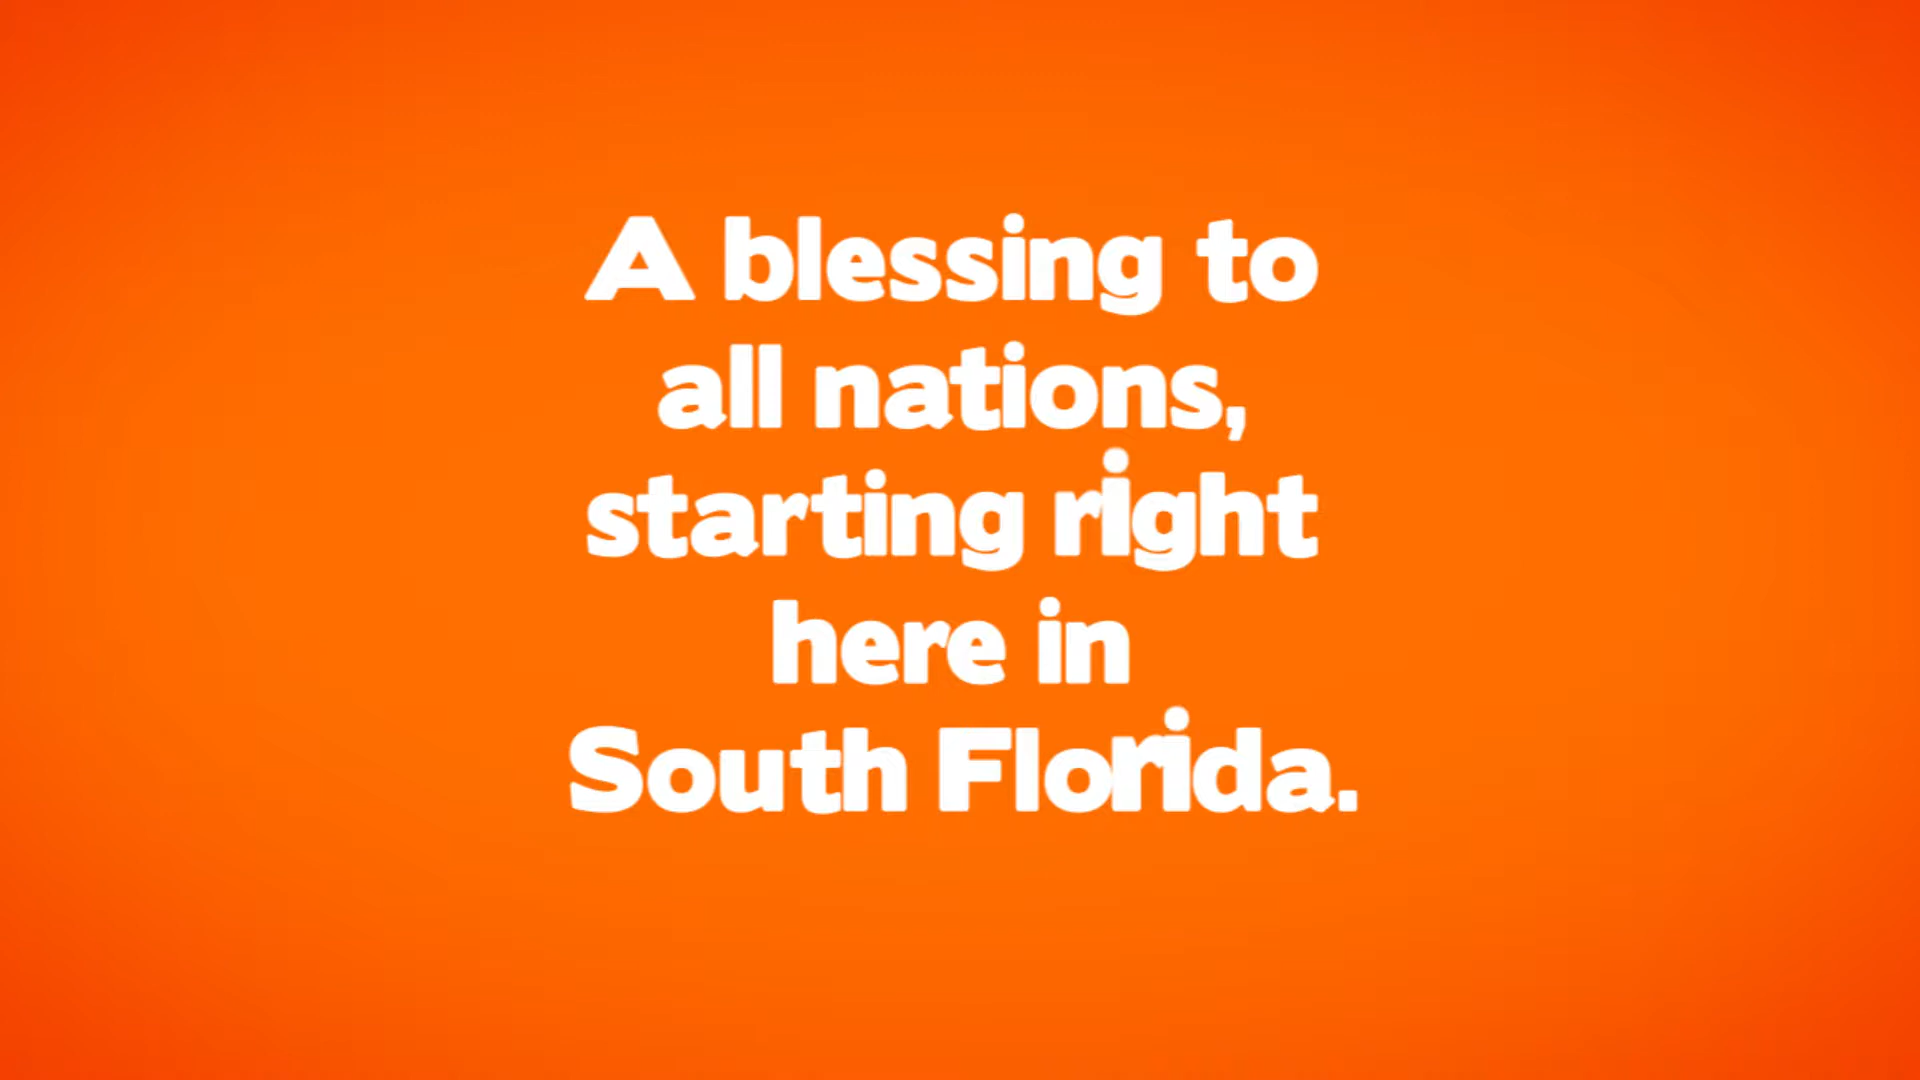 A blessing to
all nations,
starting right
here in
South Florida.